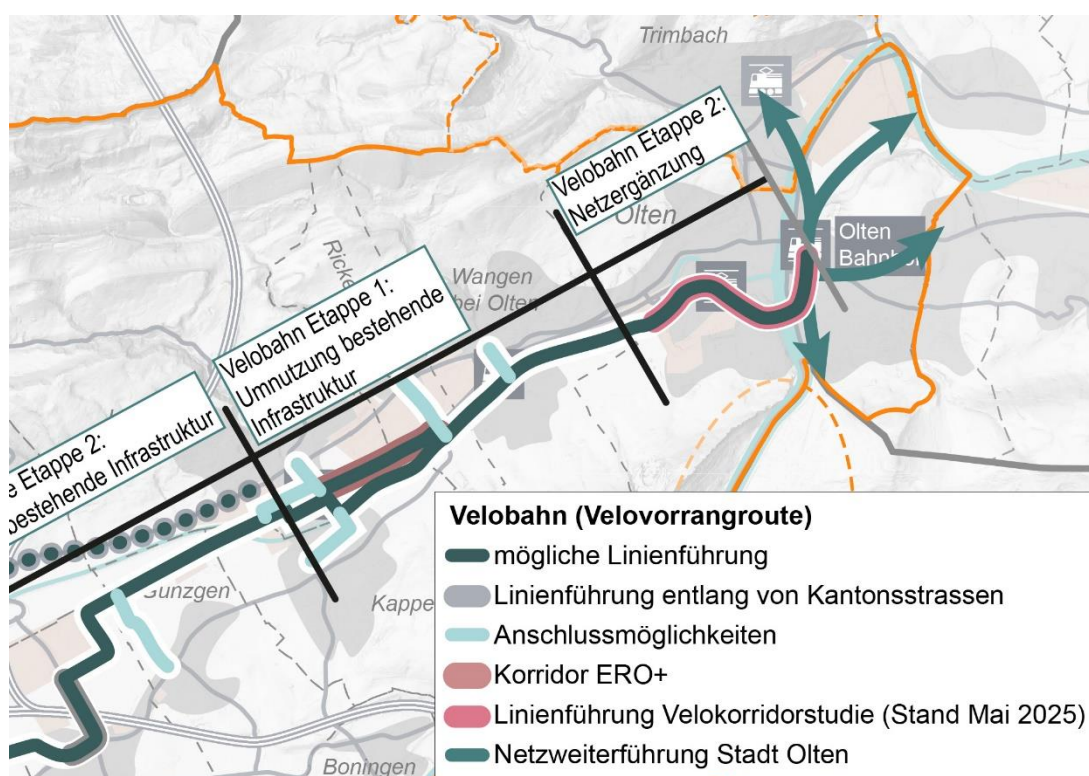 Trimbach
Velobahn Etappe 2:
Netzergänzung
Olten
Olten
Bahnhof
Ricke
Wangen
bei Olten
Velobahn Etappe 1:
Umnutzung bestehende
Infrastruktur
e Etappe 2:
bestehende Infrastruktur
Gunzgen
Kappe
Boningen
Velobahn (Velovorrangroute)
mögliche Linienführung
Linienführung entlang von Kantonsstrassen
Anschlussmöglichkeiten
Korridor ERO+
Linienführung Velokorridorstudie (Stand Mai 2025)
Netzweiterführung Stadt Olten